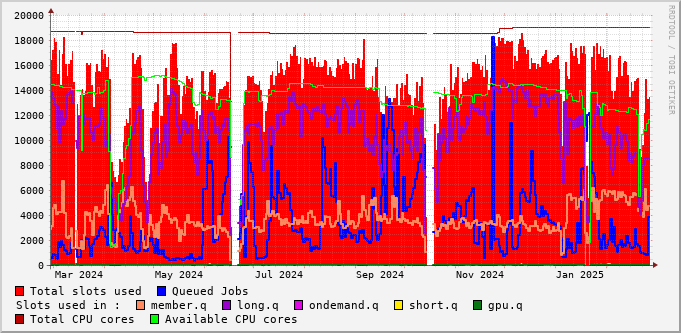 20000
18000
16000
14000
12000
10000
8000
6000
4000
2000
0
Mar 2024 May 2024 Jul 2024 Sep 2024 Nov 2024 Jan 2025
RRDTOOL / TOBI OETIKER
Total slots used Queued Jobs
Slots used in : member.q long.q ondemand.q short.q gpu.q
Total CPU cores Available CPU cores